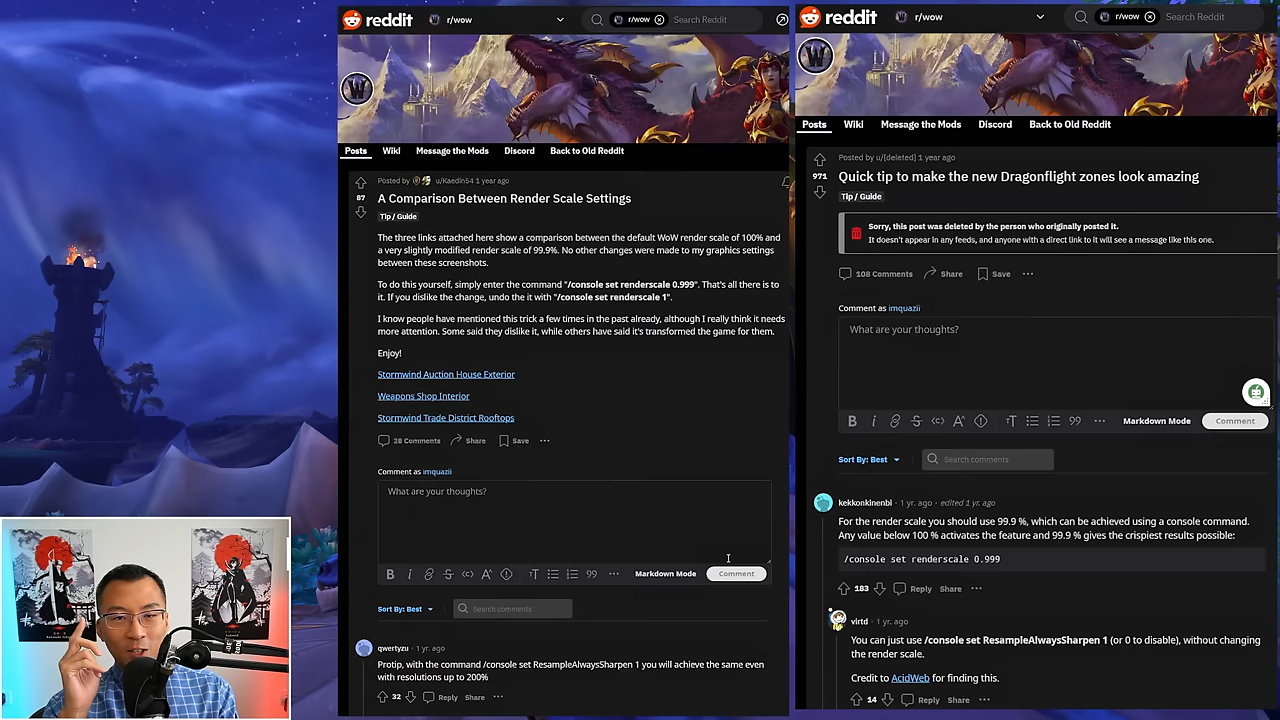 reddit
r/wow
r/wow
Search Reddit
W
Posts
Wiki
Message the Mods
Discord
Back to Old Reddit
Posted by
u/Kaedin54 1 year ago
87
A Comparison Between Render Scale Settings
Tip / Guide
The three links attached here show a comparison between the default WoW render scale of 100% and
a very slightly modified render scale of 99.9%. No other changes were made to my graphics settings
between these screenshots.
To do this yourself, simply enter the command "/console set renderscale 0.999". That's all there is to
it. If you dislike the change, undo the it with "/console set renderscale 1".
I know people have mentioned this trick a few times in the past already, although I really think it needs
more attention. Some said they dislike it, while others have said it's transformed the game for them.
Enjoy!
Stormwind Auction House Exterior
Weapons Shop Interior
Stormwind Trade District Rooftops
28 Comments
Share
Save
Comment as imquazii
What are your thoughts?
Markdown Mode
Comment
Sort By: Best
Search comments
qwertyzu · 1 yr. ago
Protip, with the command /console set ResampleAlwaysSharpen 1 you will achieve the same even
with resolutions up to 200%
32
Reply
Share
reddit
r/wow
r/wow
Search Reddit
W
Posts
Wiki
Message the Mods
Discord
Back to Old Reddit
Posted by u/[deleted] 1 year ago
971
Quick tip to make the new Dragonflight zones look amazing
Tip / Guide
Sorry, this post was deleted by the person who originally posted it.
It doesn't appear in any feeds, and anyone with a direct link to it will see a message like this one.
108 Comments
Share
Save
Comment as imquazii
What are your thoughts?
Markdown Mode
Comment
Sort By: Best
Search comments
kekkonkinenbi · 1 yr. ago · edited 1 yr. ago
For the render scale you should use 99.9 %, which can be achieved using a console command.
Any value below 100 % activates the feature and 99.9 % gives the crispiest results possible:
/console set renderscale 0.999
183
Reply
Share
virtd · 1 yr. ago
You can just use /console set ResampleAlwaysSharpen 1 (or 0 to disable), without changing
the render scale.
Credit to AcidWeb for finding this.
14
Reply
Share